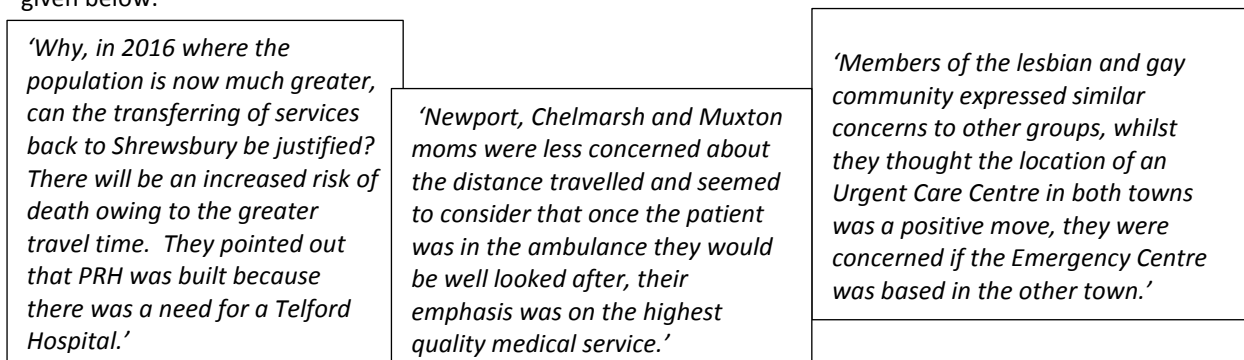 given below.
‘Why, in 2016 where the
population is now much greater,
can the transferring of services
back to Shrewsbury be justified?
There will be an increased risk of
death owing to the greater
travel time.  They pointed out
that PRH was built because
there was a need for a Telford
Hospital.’
‘Newport, Chelmarsh and Muxton
moms were less concerned about
the distance travelled and seemed
to consider that once the patient
was in the ambulance they would
be well looked after, their
emphasis was on the highest
quality medical service.’
‘Members of the lesbian and gay
community expressed similar
concerns to other groups, whilst
they thought the location of an
Urgent Care Centre in both towns
was a positive move, they were
concerned if the Emergency Centre
was based in the other town.’